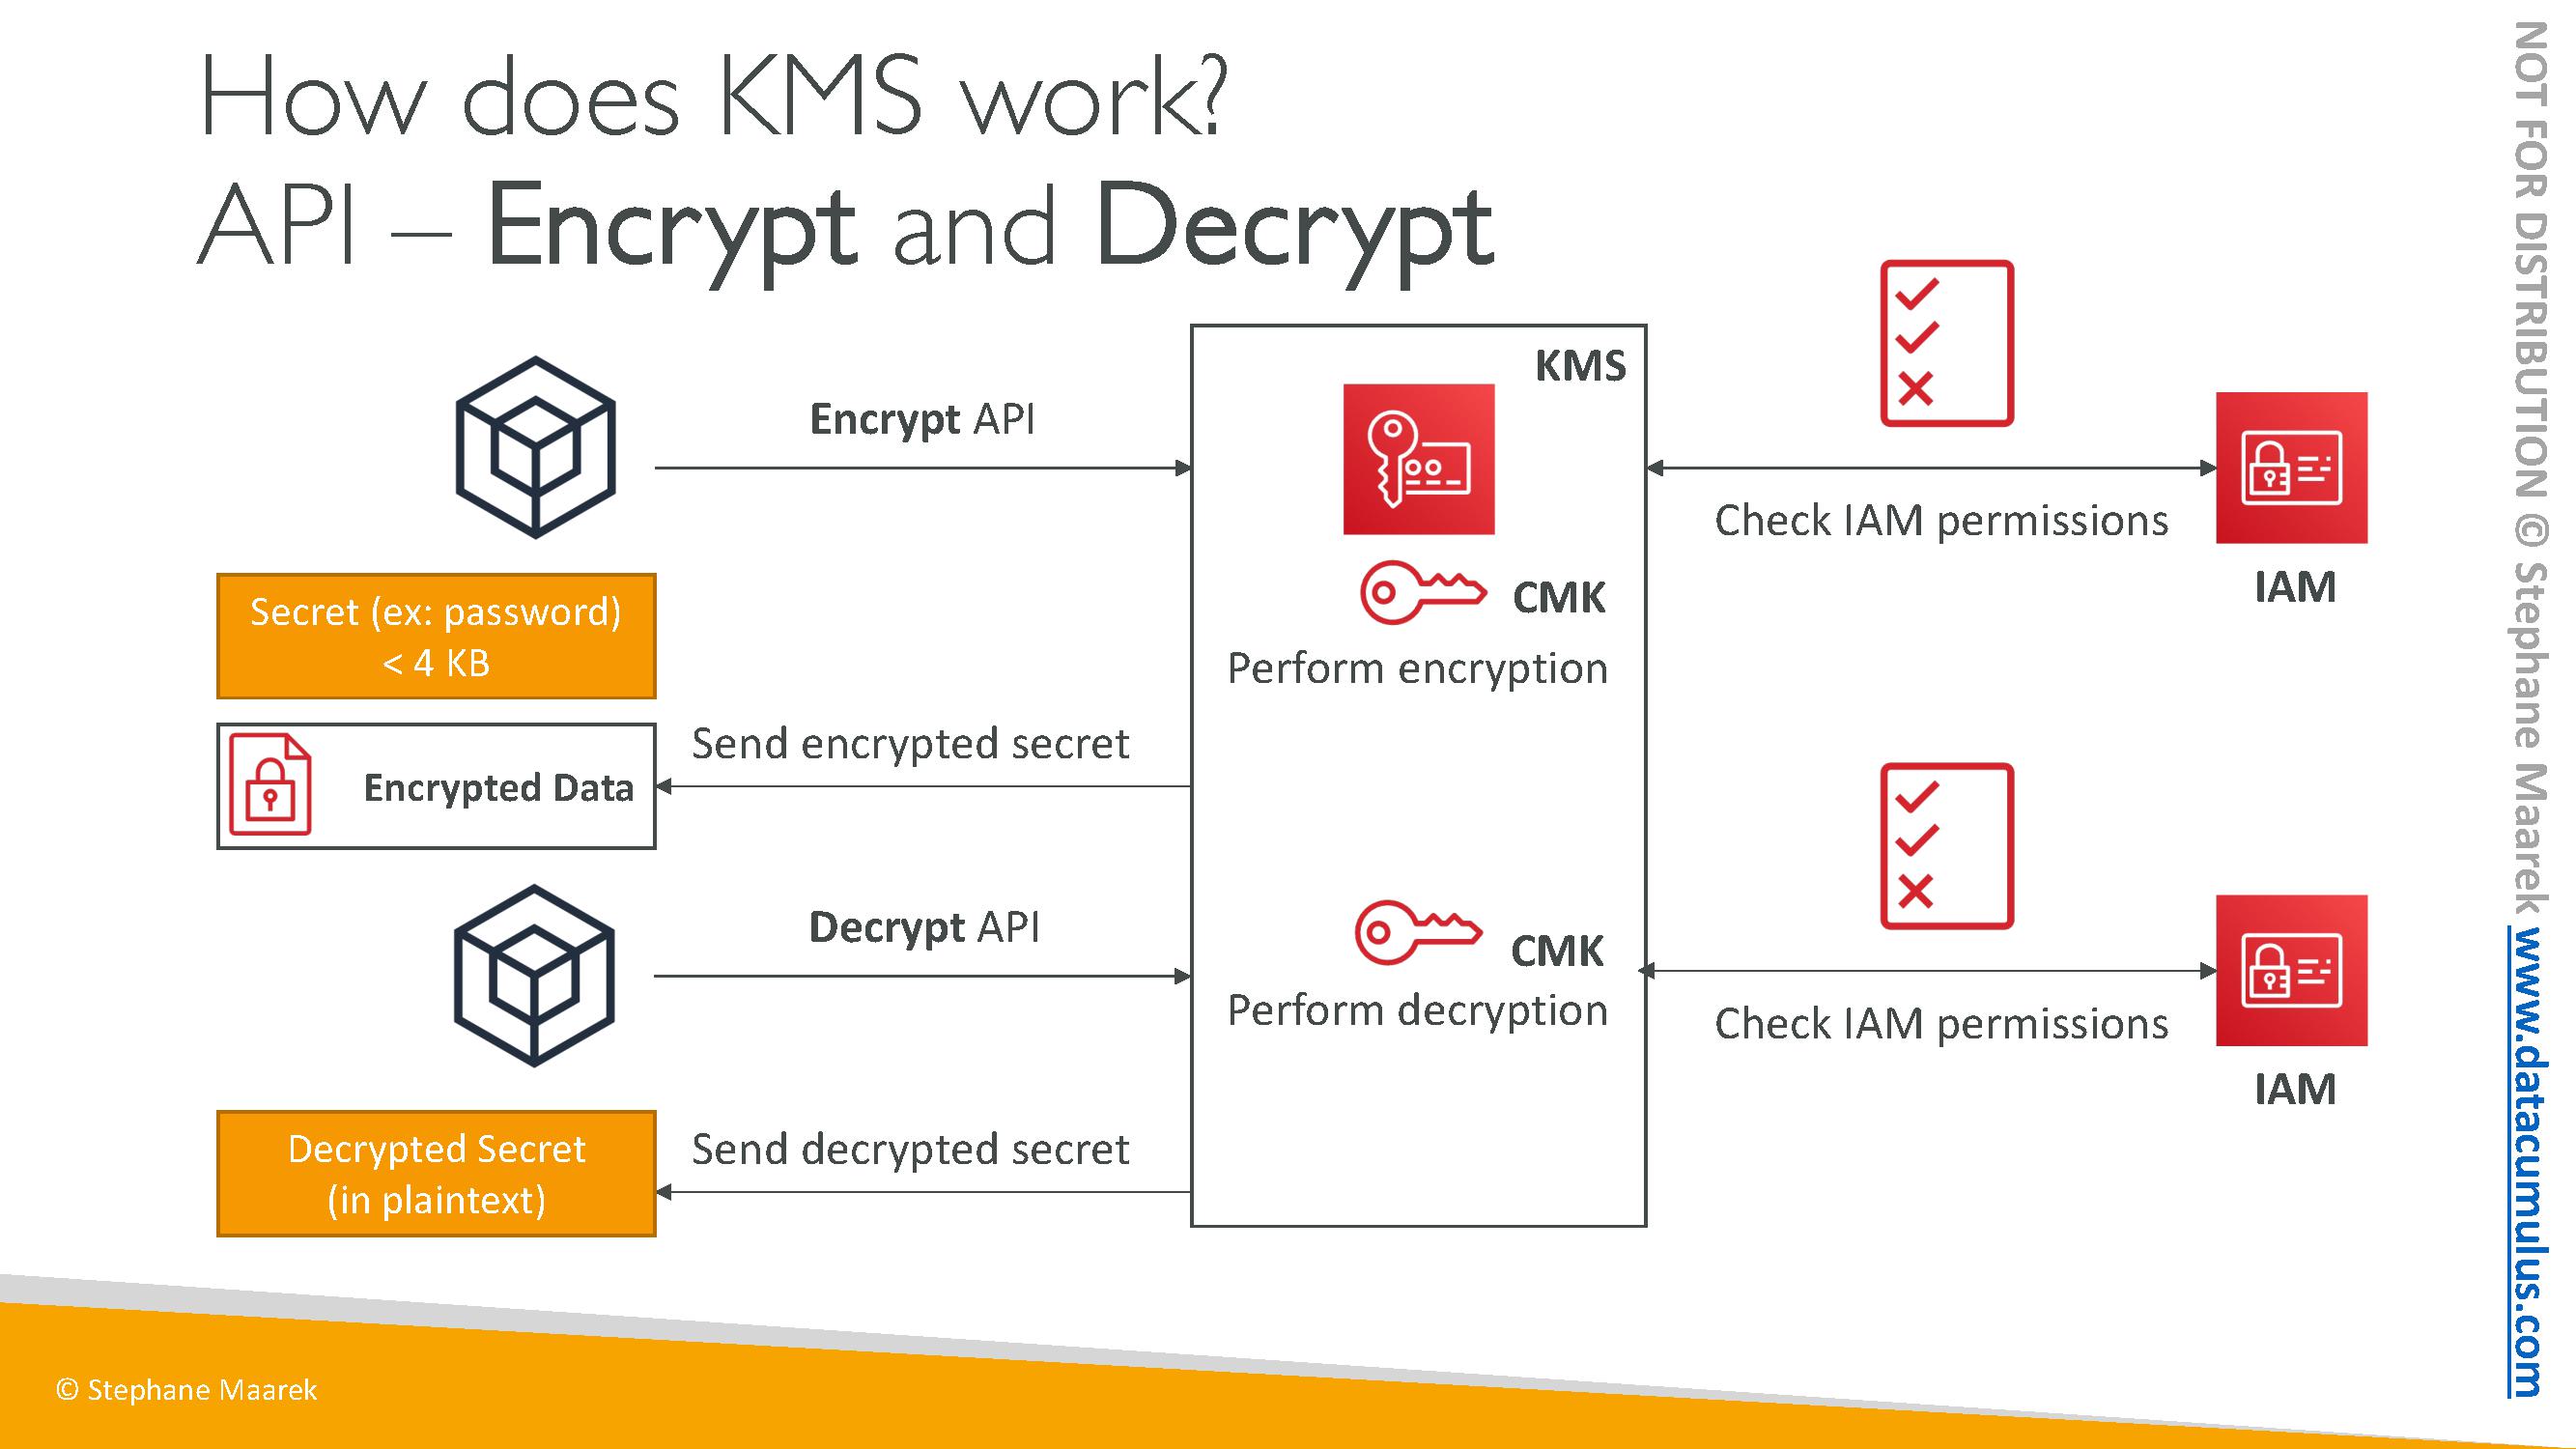 How does KMS work?
API – Encrypt and Decrypt
KMS
Encrypt API
Check IAM permissions
IAM
Secret (ex: password)
< 4 KB
CMK
Perform encryption
Send encrypted secret
Encrypted Data
Decrypt API
CMK
Perform decryption
Check IAM permissions
IAM
Decrypted Secret
(in plaintext)
Send decrypted secret
© Stephane Maarek
NOT FOR DISTRIBUTION © Stephane Maarek www.datacumulus.com